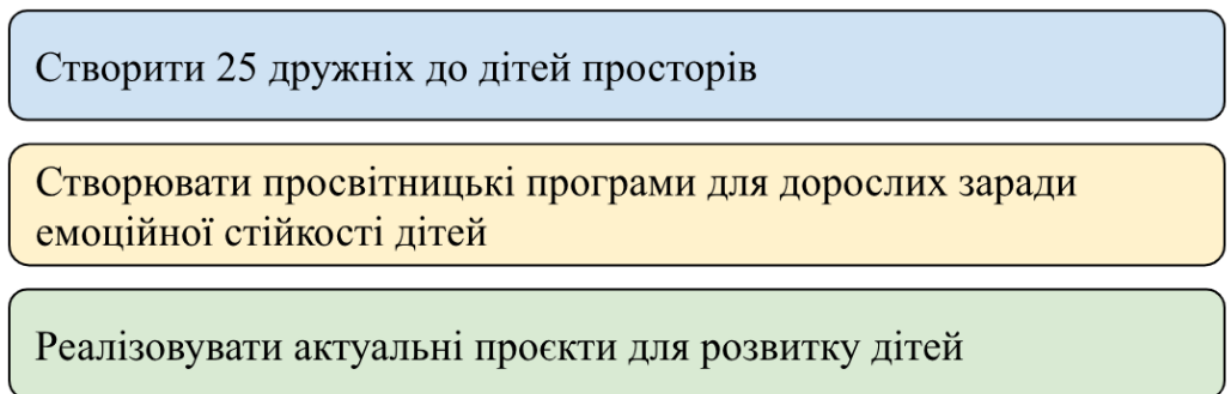 Створити 25 дружніх до дітей просторів
Створювати просвітницькі програми для дорослих заради
емоційної стійкості дітей
Реалізовувати актуальні проєкти для розвитку дітей